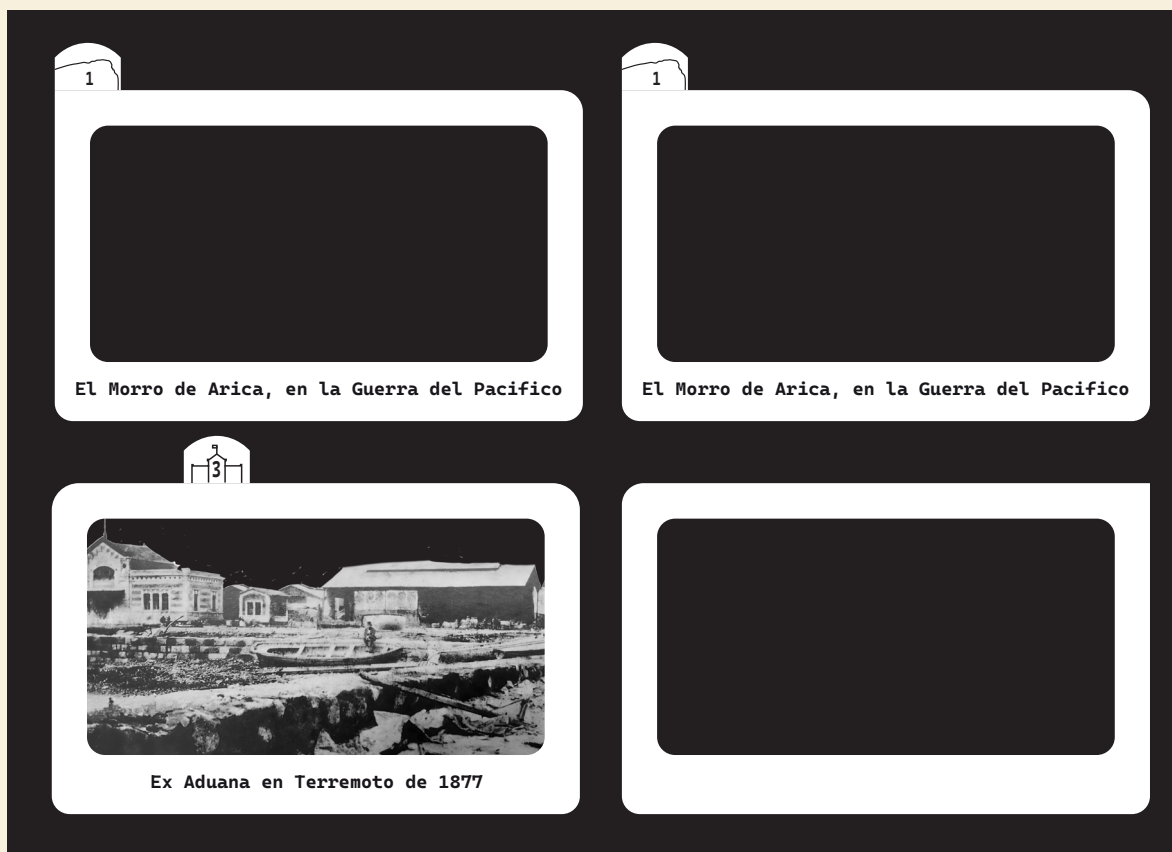 1
1
El Morro de Arica, en la Guerra del Pacifico
El Morro de Arica, en la Guerra del Pacifico
3
Ex Aduana en Terremoto de 1877